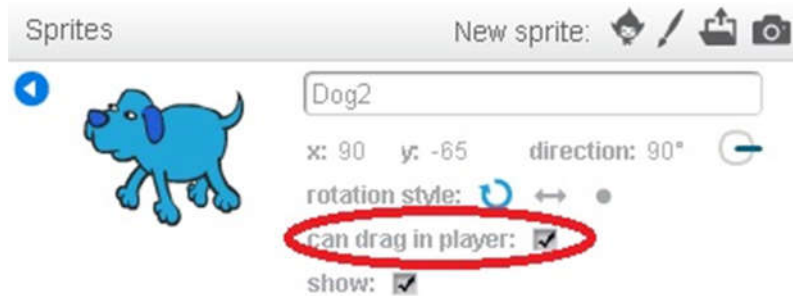 Sprites New sprite:
Dog2
x: 90 y: -65 direction: 90°
rotation style:
can drag in player:
show: